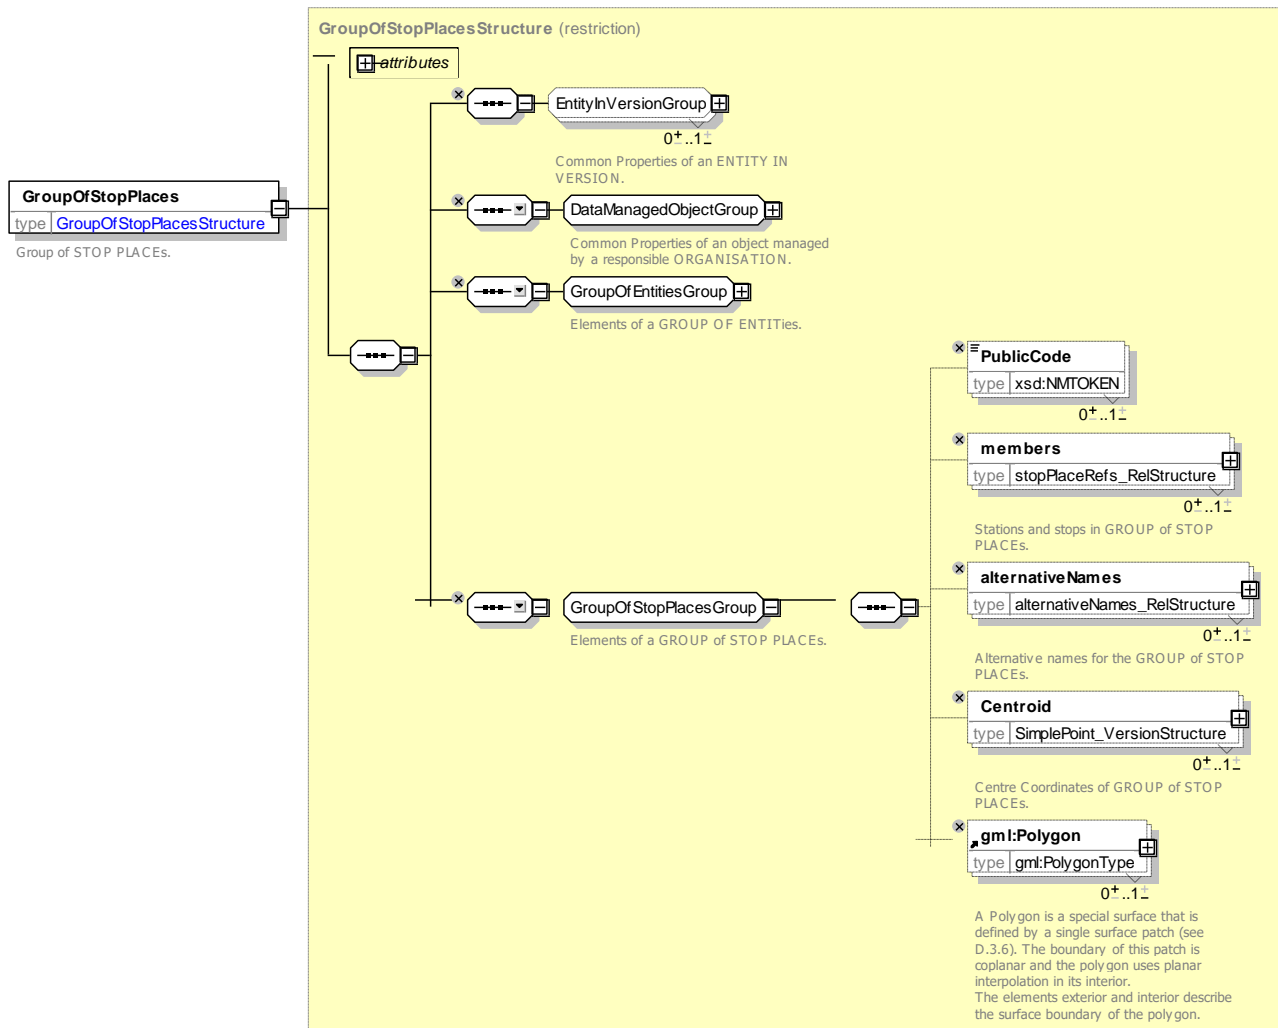 GroupOfStopPlacesStructure (restriction)
attributes
EntityInVersionGroup
0..1
Common Properties of an ENTITY IN
VERSION.
GroupOfStopPlaces
type GroupOfStopPlacesStructure
Group of STOP PLACEs.
DataManagedObjectGroup
Common Properties of an object managed
by a responsible ORGANISATION.
GroupOfEntitiesGroup
Elements of a GROUP OF ENTITies.
PublicCode
type xsd:NMTOKEN
0..1
members
type stopPlaceRefs_RelStructure
0..1
Stations and stops in GROUP of STOP
PLACEs.
alternativeNames
type alternativeNames_RelStructure
0..1
Alternative names for the GROUP of STOP
PLACEs.
GroupOfStopPlacesGroup
Elements of a GROUP of STOP PLACEs.
Centroid
type SimplePoint_VersionStructure
0..1
Centre Coordinates of GROUP of STOP
PLACEs.
gml:Polygon
type gml:PolygonType
0..1
A Polygon is a special surface that is
defined by a single surface patch (see
D.3.6). The boundary of this patch is
coplanar and the polygon uses planar
interpolation in its interior.
The elements exterior and interior describe
the surface boundary of the polygon.